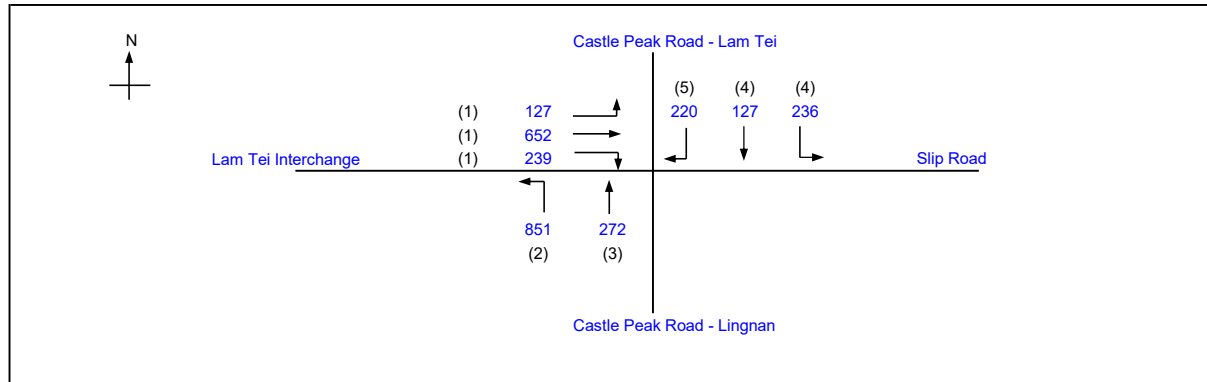 N
Castle Peak Road - Lam Tei
(5) (4) (4)
(1) 127 220 127 236
(1) 652
Lam Tei Interchange (1) 239 Slip Road
851 272
(2) (3)
Castle Peak Road - Lingnan